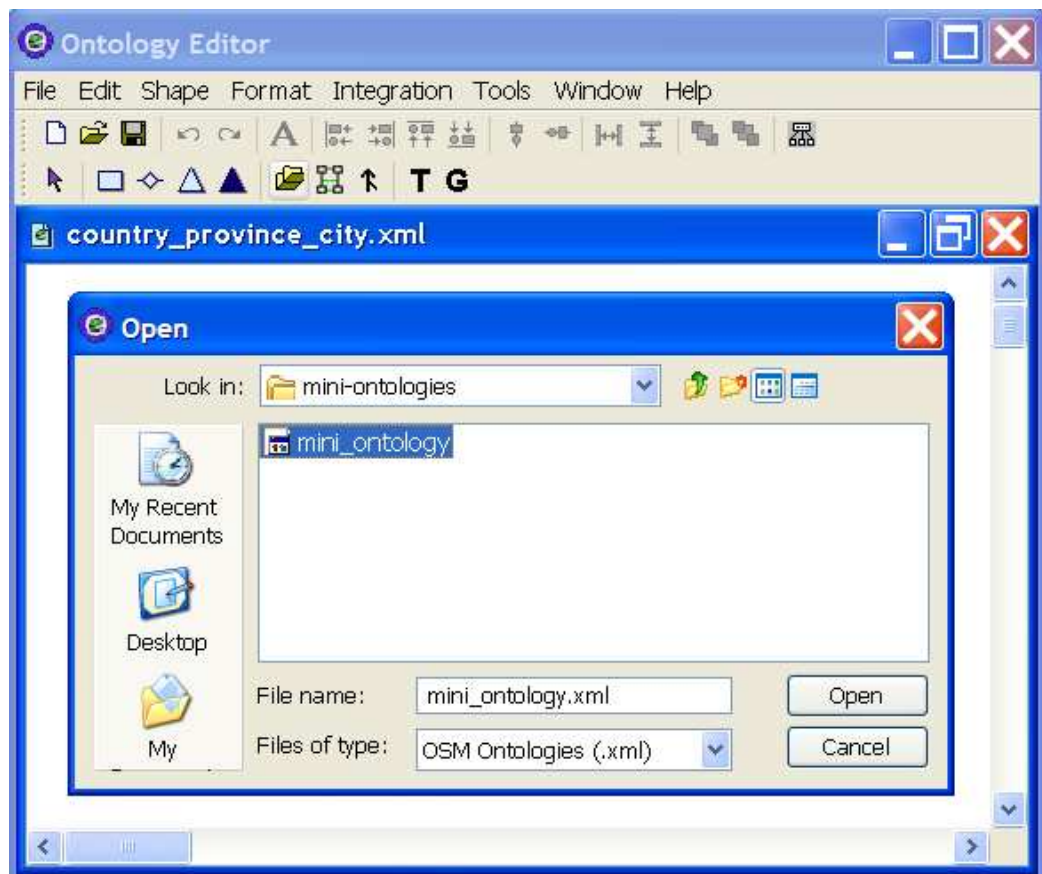 Ontology Editor
File Edit Shape Format Integration Tools Window Help
A T G
country_province_city.xml
Open
Look in: mini-ontologies
mini_ontology
My Recent
Documents
Desktop
My
File name: mini_ontology.xml Open
Files of type: OSM Ontologies (.xml) Cancel